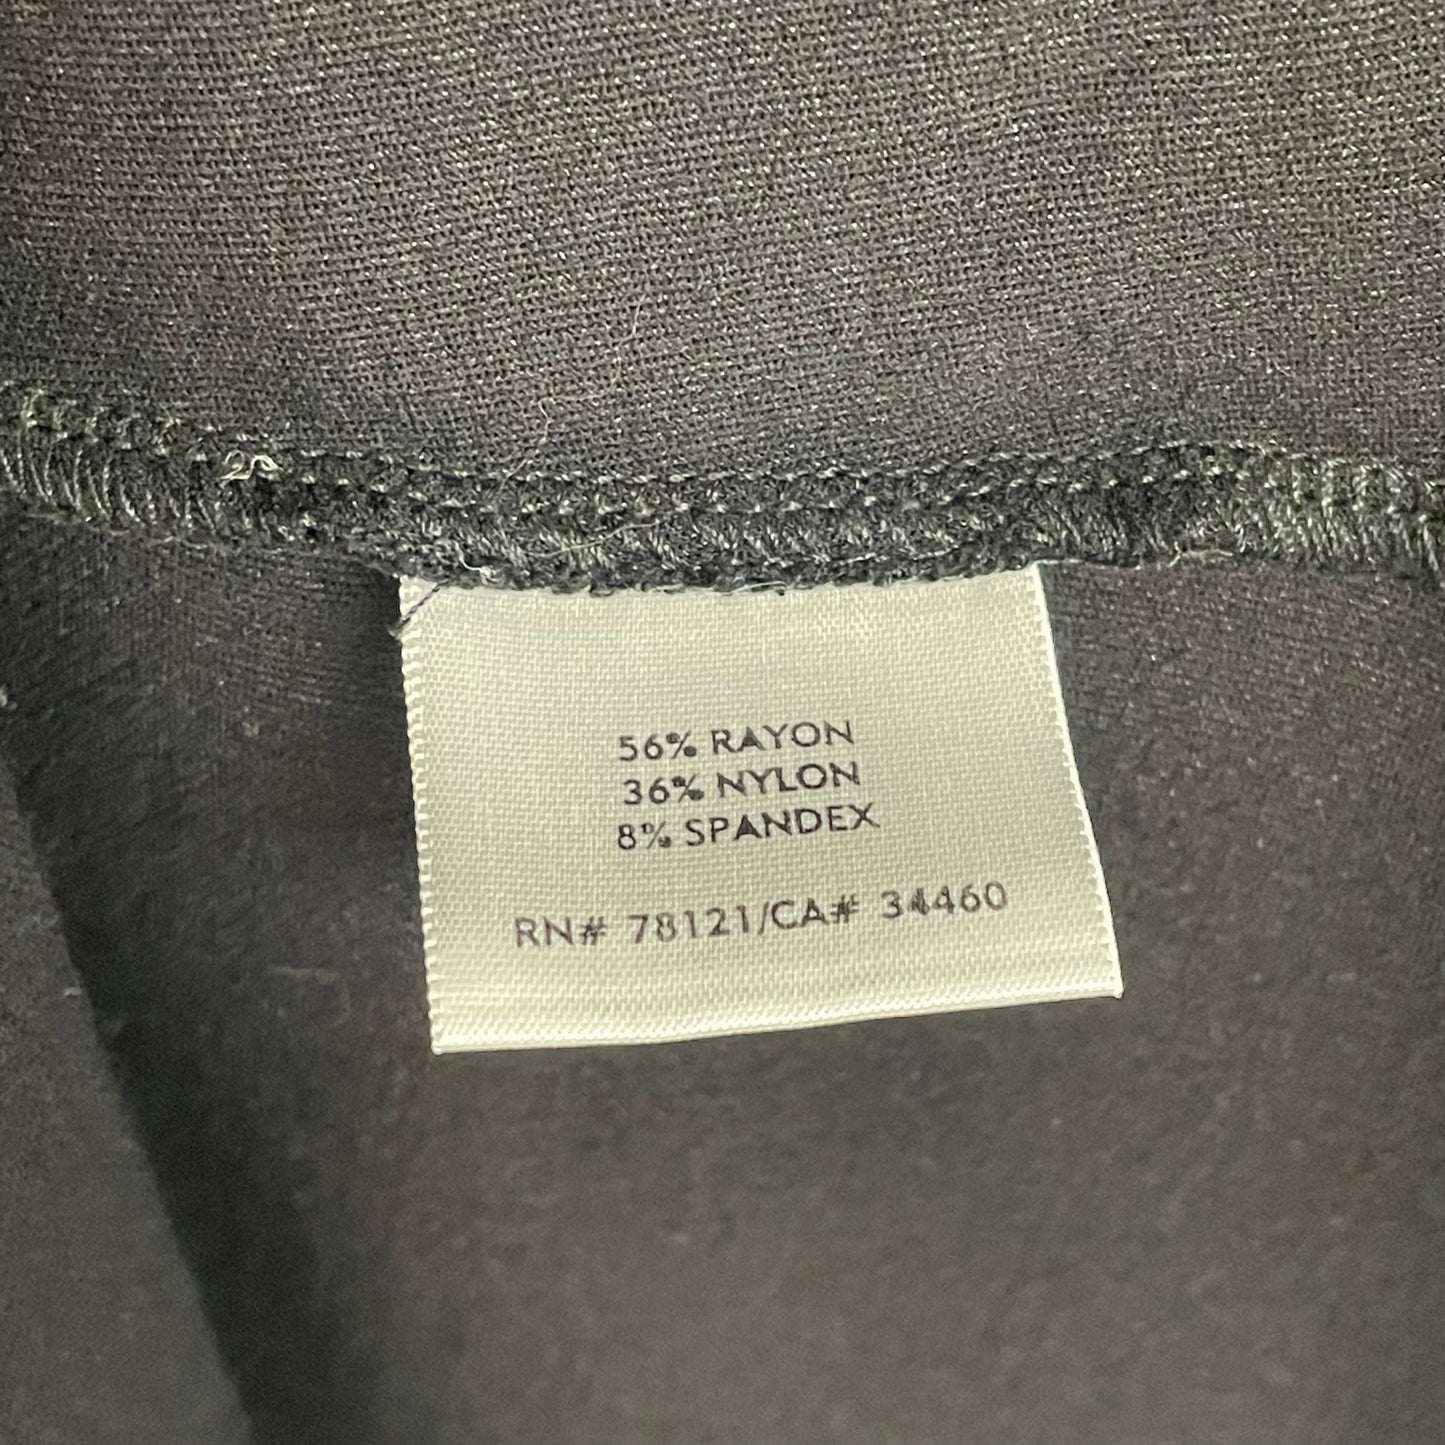 56% RAYON
36% NYLON
8% SPANDEX
RN# 78121/CA# 34460